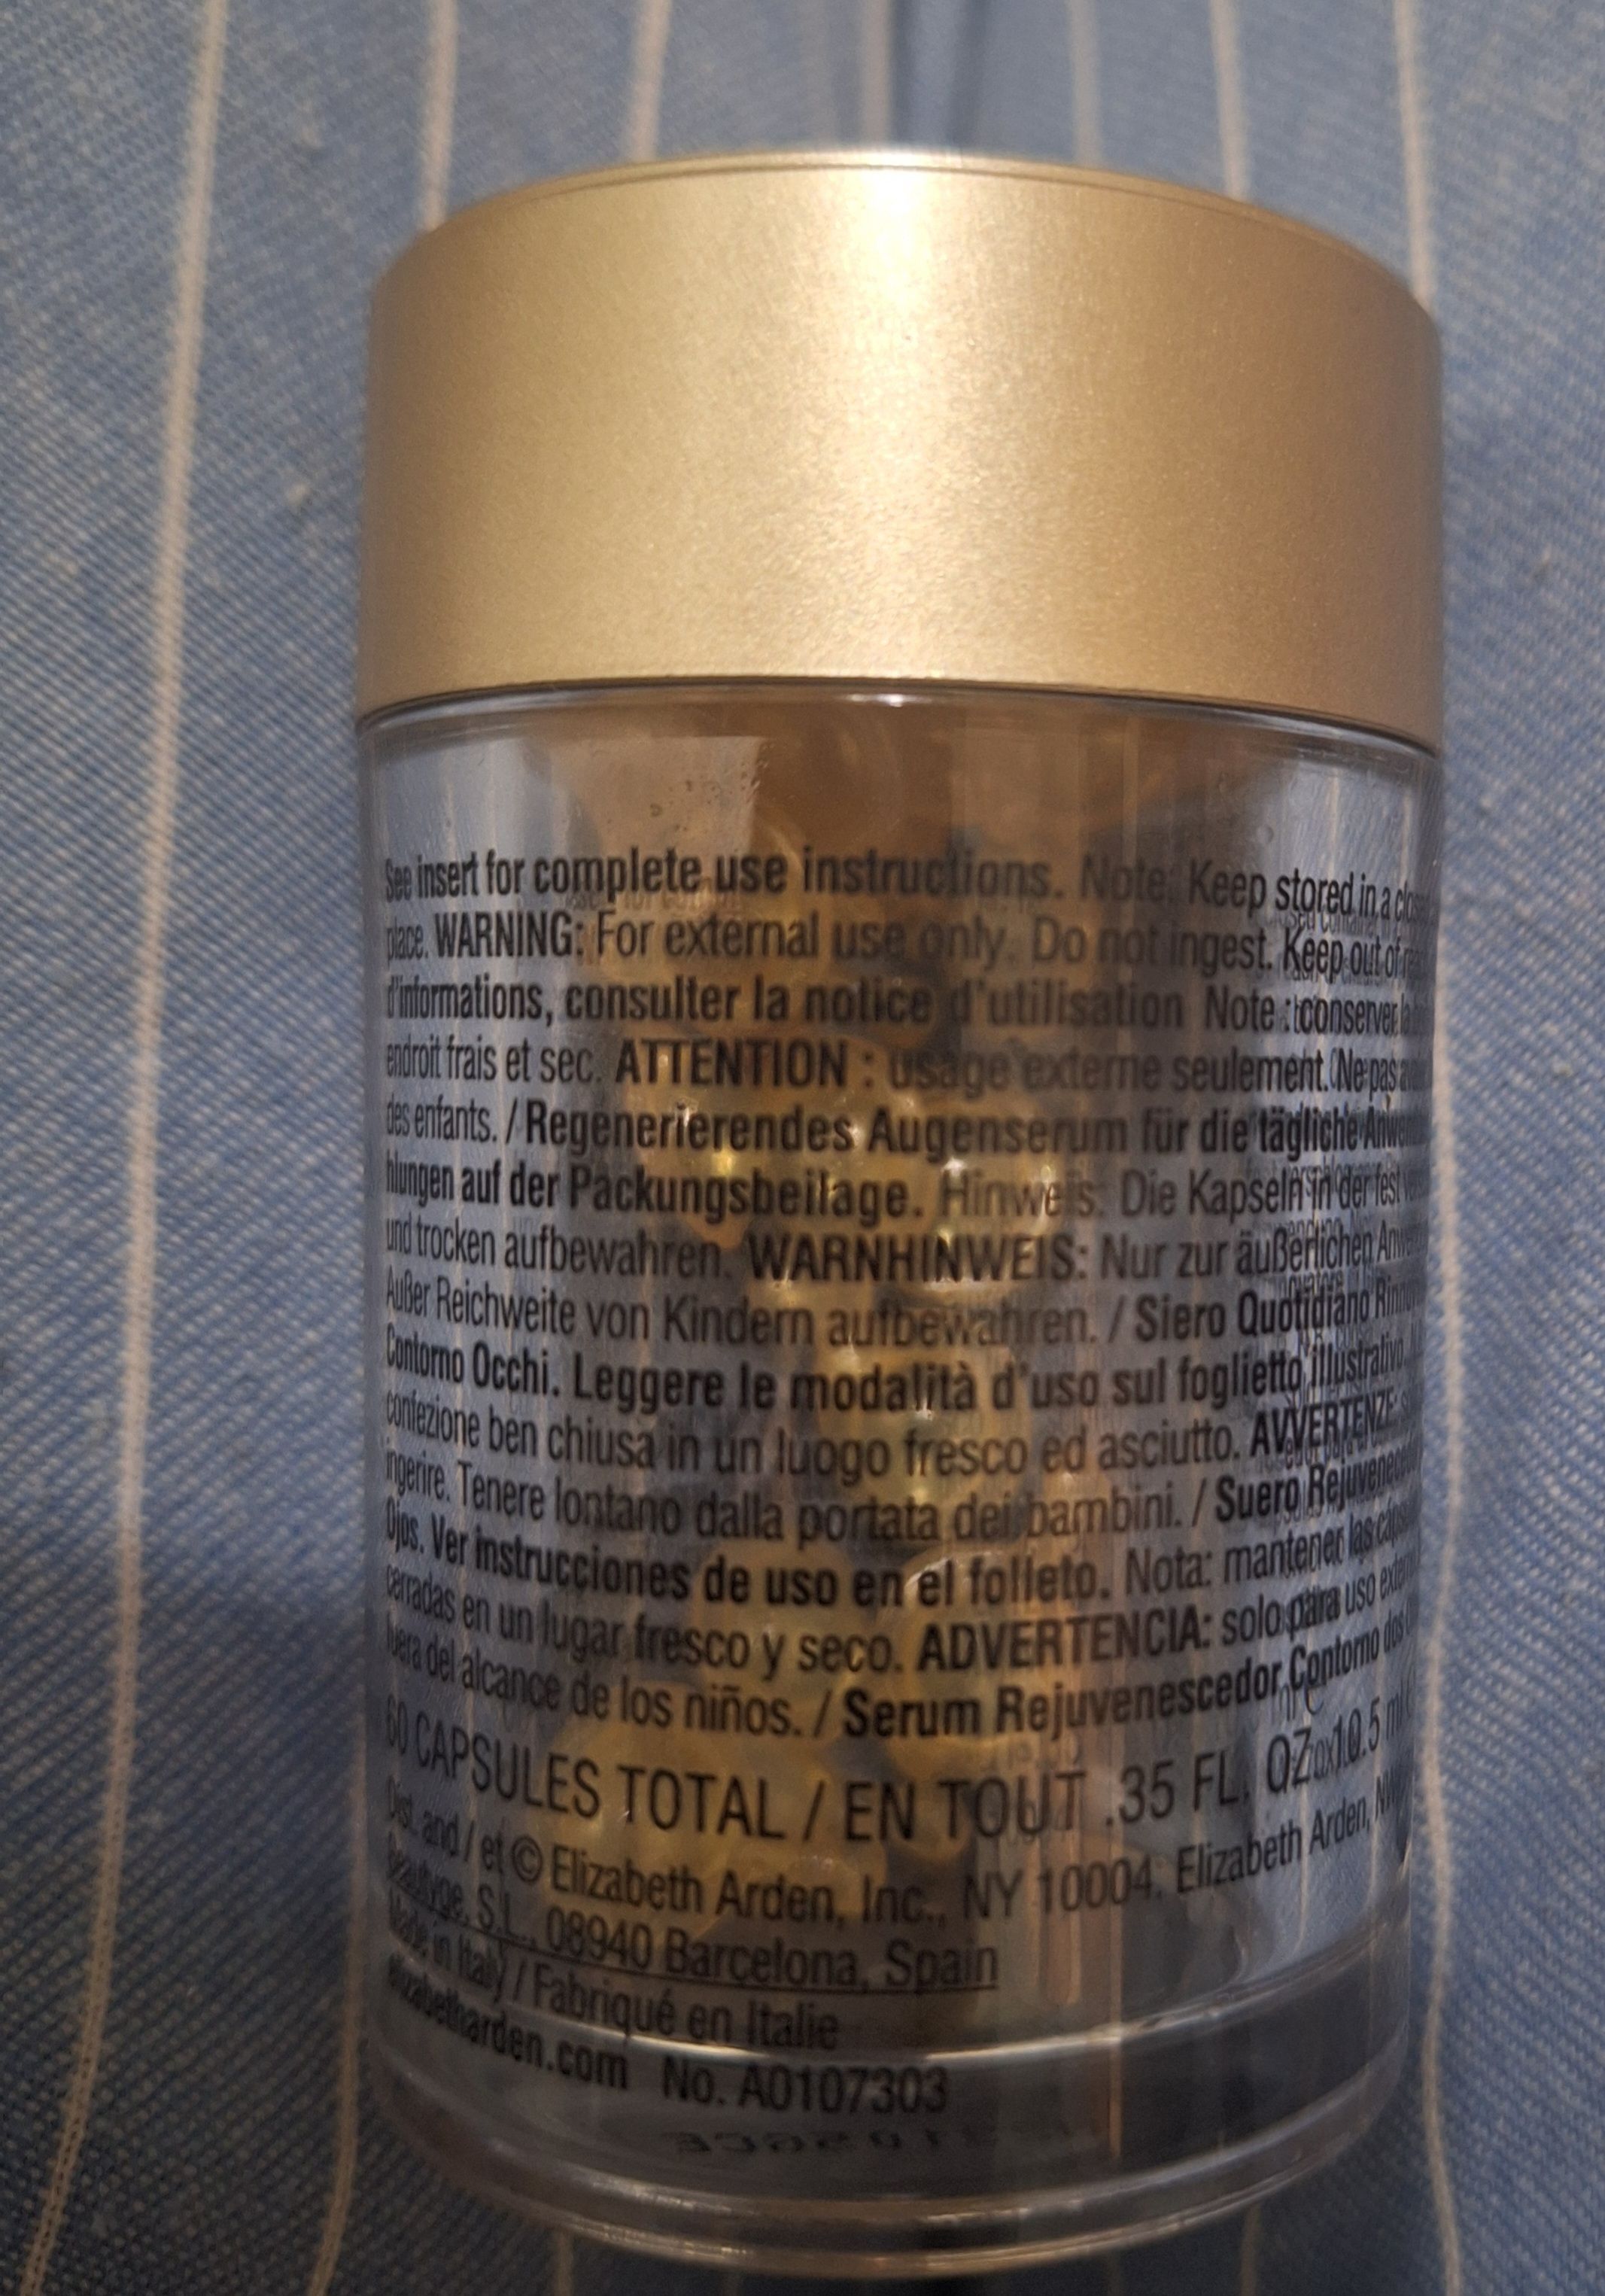 See insert for complete use instructions. Note: Keep stored in a
place. WARNING: For external use only. Do not ingest. Keep out of
d'informations, consulter la notice d'utilisation Note : conserver
endroit frais et sec. ATTENTION : usage externe seulement. Ne pas
des enfants. / Regenerierendes Augenserum für die tägliche
auf der Packungsbeilage. Hinweis: Die Kapseln in der fest
und trocken aufbewahren. WARNHINWEIS: Nur zur äußerlichen
Außer Reichweite von Kindern aufbewahren. / Siero Quotidiano
Contorno Occhi. Leggere le modalità d'uso sul foglietto illustrativo.
confezione ben chiusa in un luogo fresco ed asciutto. AVVERTENZE:
ingerire. Tenere lontano dalla portata dei bambini. / Suero
Ojos. Ver instrucciones de uso en el folleto. Nota: mantener las
cerradas en un lugar fresco y seco. ADVERTENCIA: solo para uso
fuera del alcance de los niños. / Serum Rejuvenescedor Contorno dos
60 CAPSULES TOTAL / EN TOUT .35 FL. OZ 10.5 ml
Dist. and / et © Elizabeth Arden, Inc., NY 10004. Elizabeth Arden,
Beautyge, S.L., 08940 Barcelona, Spain
Made in Italy / Fabriqué en Italie
elizabetharden.com No. A0107303